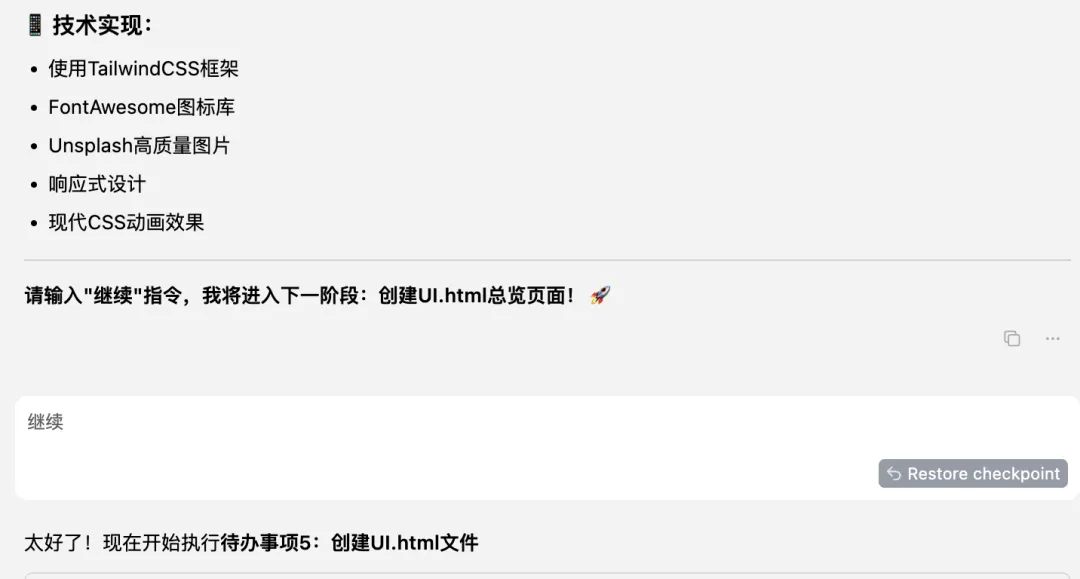 📱 技术实现：
• 使用TailwindCSS框架
• FontAwesome图标库
• Unsplash高质量图片
• 响应式设计
• 现代CSS动画效果
请输入"继续"指令，我将进入下一阶段：创建UI.html总览页面！🚀
继续
Restore checkpoint
太好了！现在开始执行待办事项5：创建UI.html文件